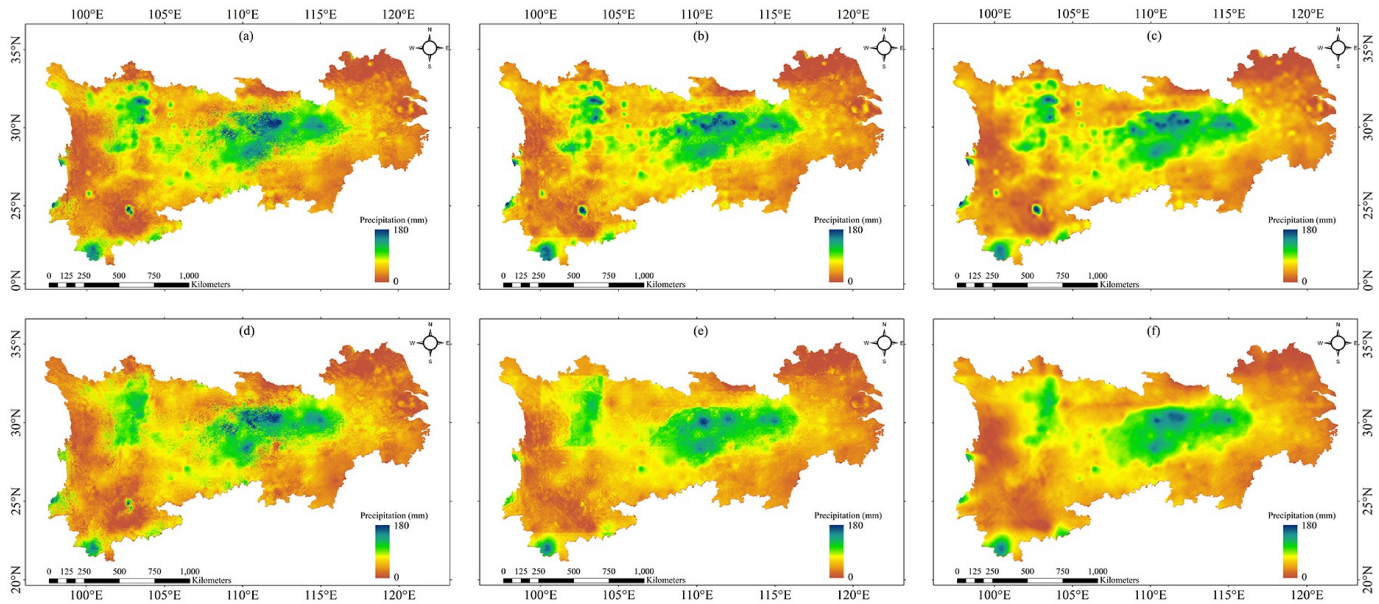 100°E 105°E 110°E 115°E 120°E 100°E 105°E 110°E 115°E 120°E 100°E 105°E 110°E 115°E 120°E
(a) (b) (c)
N N N
W E W E W E
S S S
35°N 35°N
30°N 30°N
25°N 25°N
Precipitation (mm) Precipitation (mm) Precipitation (mm)
180 180 180
0 0 0
0 125 250 500 750 1,000 0 125 250 500 750 1,000 0 125 250 500 750 1,000
Kilometers Kilometers Kilometers
0°N 0°N
(d) (e) (f)
N N N
W E W E W E
S S S
35°N 35°N
30°N 30°N
25°N 25°N
Precipitation (mm) Precipitation (mm) Precipitation (mm)
180 180 180
0 0 0
0 125 250 500 750 1,000 0 125 250 500 750 1,000 0 125 250 500 750 1,000
Kilometers Kilometers Kilometers
20°N 20°N
100°E 105°E 110°E 115°E 120°E 100°E 105°E 110°E 115°E 120°E 100°E 105°E 110°E 115°E 120°E